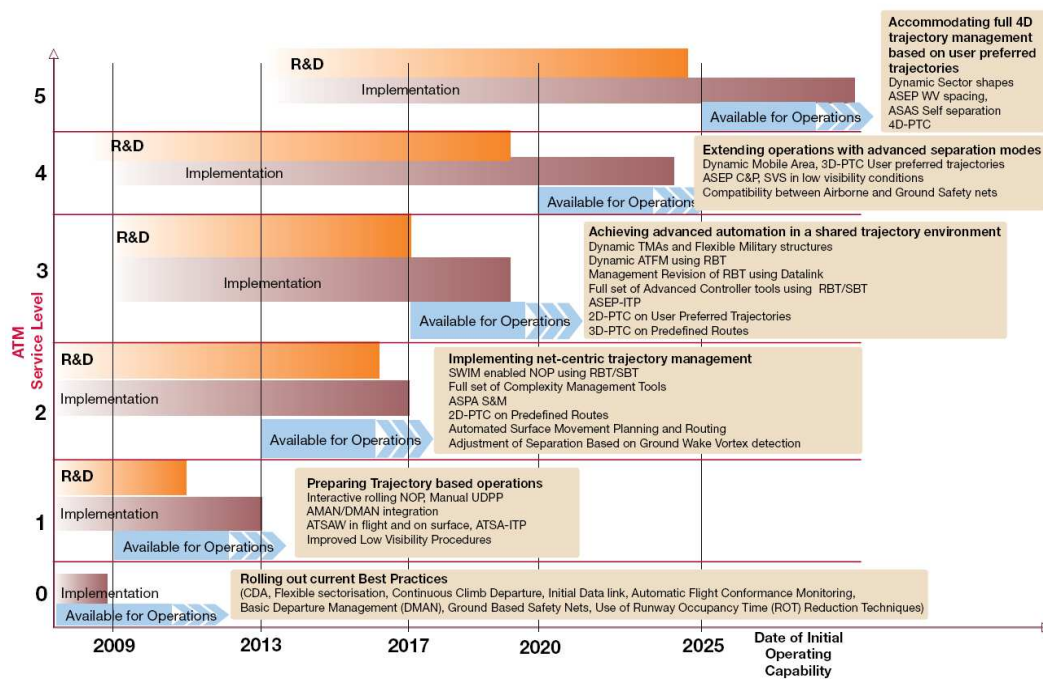 Accommodating full 4D
trajectory management
based on user preferred
trajectories
Dynamic Sector shapes
ASEP WV spacing,
ASAS Self separation
4D-PTC
R&D
Implementation
Available for Operations
5
Extending operations with advanced separation modes
Dynamic Mobile Area, 3D-PTC User preferred trajectories
ASEP C&P, SVS in low visibility conditions
Compatibility between Airborne and Ground Safety nets
R&D
Implementation
Available for Operations
4
Achieving advanced automation in a shared trajectory environment
Dynamic TMAs and Flexible Military structures
Dynamic ATFM using RBT
Management Revision of RBT using Datalink
Full set of Advanced Controller tools using RBT/SBT
ASEP-ITP
2D-PTC on User Preferred Trajectories
3D-PTC on Predefined Routes
R&D
Implementation
Available for Operations
3
ATM
Service Level
Implementing net-centric trajectory management
SWIM enabled NOP using RBT/SBT
Full set of Complexity Management Tools
ASPA S&M
2D-PTC on Predefined Routes
Automated Surface Movement Planning and Routing
Adjustment of Separation Based on Ground Wake Vortex detection
R&D
Implementation
Available for Operations
2
Preparing Trajectory based operations
Interactive rolling NOP, Manual UDPP
AMAN/DMAN integration
ATSAW in flight and on surface, ATSA-ITP
Improved Low Visibility Procedures
R&D
Implementation
Available for Operations
1
Rolling out current Best Practices
(CDA, Flexible sectorisation, Continuous Climb Departure, Initial Data link, Automatic Flight Conformance Monitoring,
Basic Departure Management (DMAN), Ground Based Safety Nets, Use of Runway Occupancy Time (ROT) Reduction Techniques)
Implementation
Available for Operations
0
2009
2013
2017
2020
2025
Date of Initial
Operating
Capability